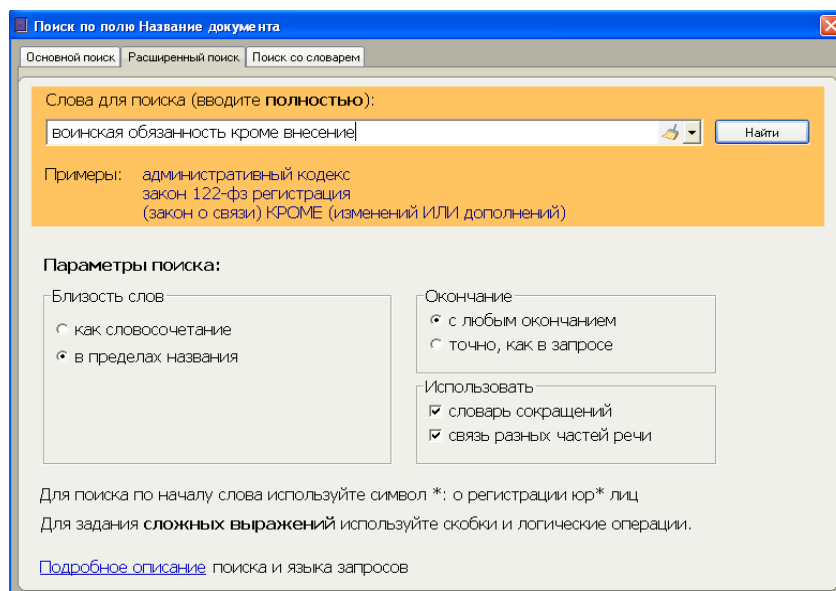 Поиск по полю Название документа
Основной поиск Расширенный поиск Поиск со словарем
Слова для поиска (вводите полностью):
воинская обязанность кроме внесение
Найти
Примеры: административный кодекс
закон 122-фз регистрация
(закон о связи) КРОМЕ (изменений ИЛИ дополнений)
Параметры поиска:
Близость слов
как словосочетание
в пределах названия
Окончание
с любым окончанием
точно, как в запросе
Использовать
словарь сокращений
связь разных частей речи
Для поиска по началу слова используйте символ *: о регистрации юр* лиц
Для задания сложных выражений используйте скобки и логические операции.
Подробное описание поиска и языка запросов